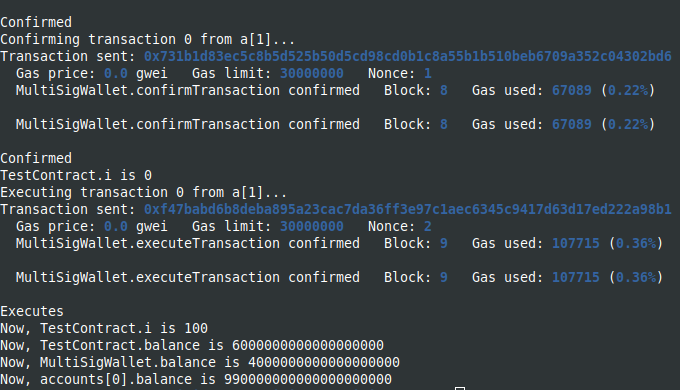 Confirmed
Confirming transaction 0 from a[1]...
Transaction sent: 0x731b1d83ec5c8b5d525b50d5cd98cd0b1c8a55b1b510beb6709a352c04302bd6
Gas price: 0.0 gwei Gas limit: 30000000 Nonce: 1
MultiSigWallet.confirmTransaction confirmed Block: 8 Gas used: 67089 (0.22%)
MultiSigWallet.confirmTransaction confirmed Block: 8 Gas used: 67089 (0.22%)
Confirmed
TestContract.i is 0
Executing transaction 0 from a[1]...
Transaction sent: 0xf47babd6b8deba895a23cac7da36ff3e97c1aec6345c9417d63d17ed222a98b1
Gas price: 0.0 gwei Gas limit: 30000000 Nonce: 2
MultiSigWallet.executeTransaction confirmed Block: 9 Gas used: 107715 (0.36%)
MultiSigWallet.executeTransaction confirmed Block: 9 Gas used: 107715 (0.36%)
Executes
Now, TestContract.i is 100
Now, TestContract.balance is 6000000000000000000
Now, MultiSigWallet.balance is 4000000000000000000
Now, accounts[0].balance is 990000000000000000000